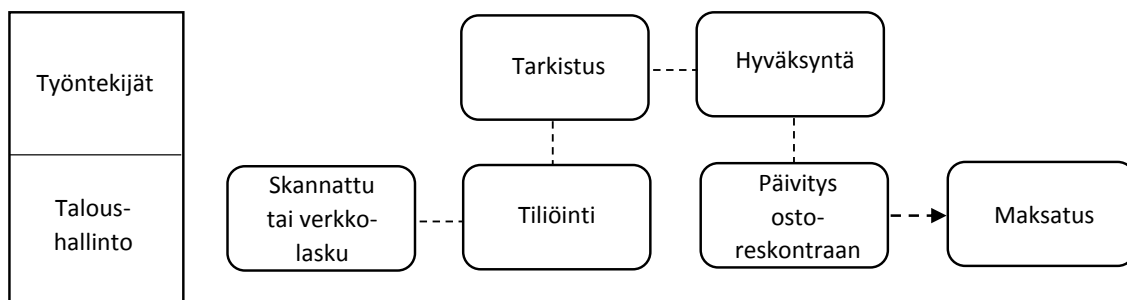 Työntekijät
Talous-
hallinto
Tarkistus
Hyväksyntä
Skannattu
tai verkko-
lasku
Tiliöinti
Päivitys
osto-
reskontraan
Maksatus